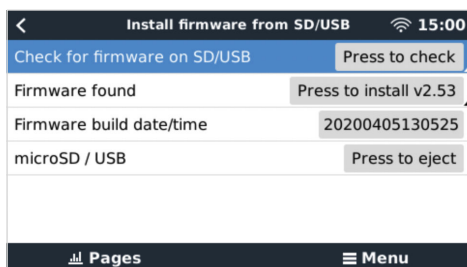 Install firmware from SD/USB 15:00
Check for firmware on SD/USB Press to check
Firmware found Press to install v2.53
Firmware build date/time 20200405130525
microSD / USB Press to eject
Pages Menu